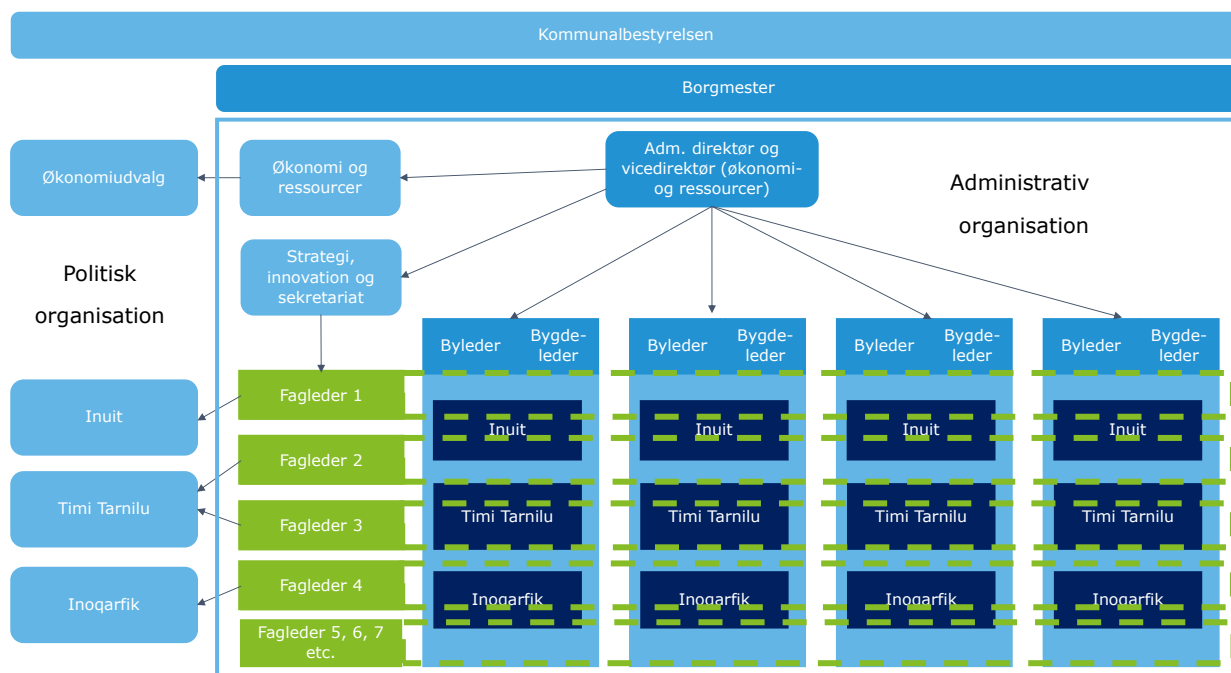 Kommunalbestyrelsen
Borgmester
Økonomiudvalg
Økonomi og
ressourcer
Adm. direktør og
vicedirektør (økonomi-
og ressourcer)
Administrativ
organisation
Politisk
organisation
Strategi,
innovation og
sekretariat
Byleder
Bygde-
leder
Byleder
Bygde-
leder
Byleder
Bygde-
leder
Byleder
Bygde-
leder
Inuit
Fagleder 1
Inuit
Inuit
Inuit
Inuit
Fagleder 2
Timi Tarnilu
Fagleder 3
Timi Tarnilu
Timi Tarnilu
Timi Tarnilu
Timi Tarnilu
Inoqarfik
Fagleder 4
Inoqarfik
Inoqarfik
Inoqarfik
Inoqarfik
Fagleder 5, 6, 7
etc.